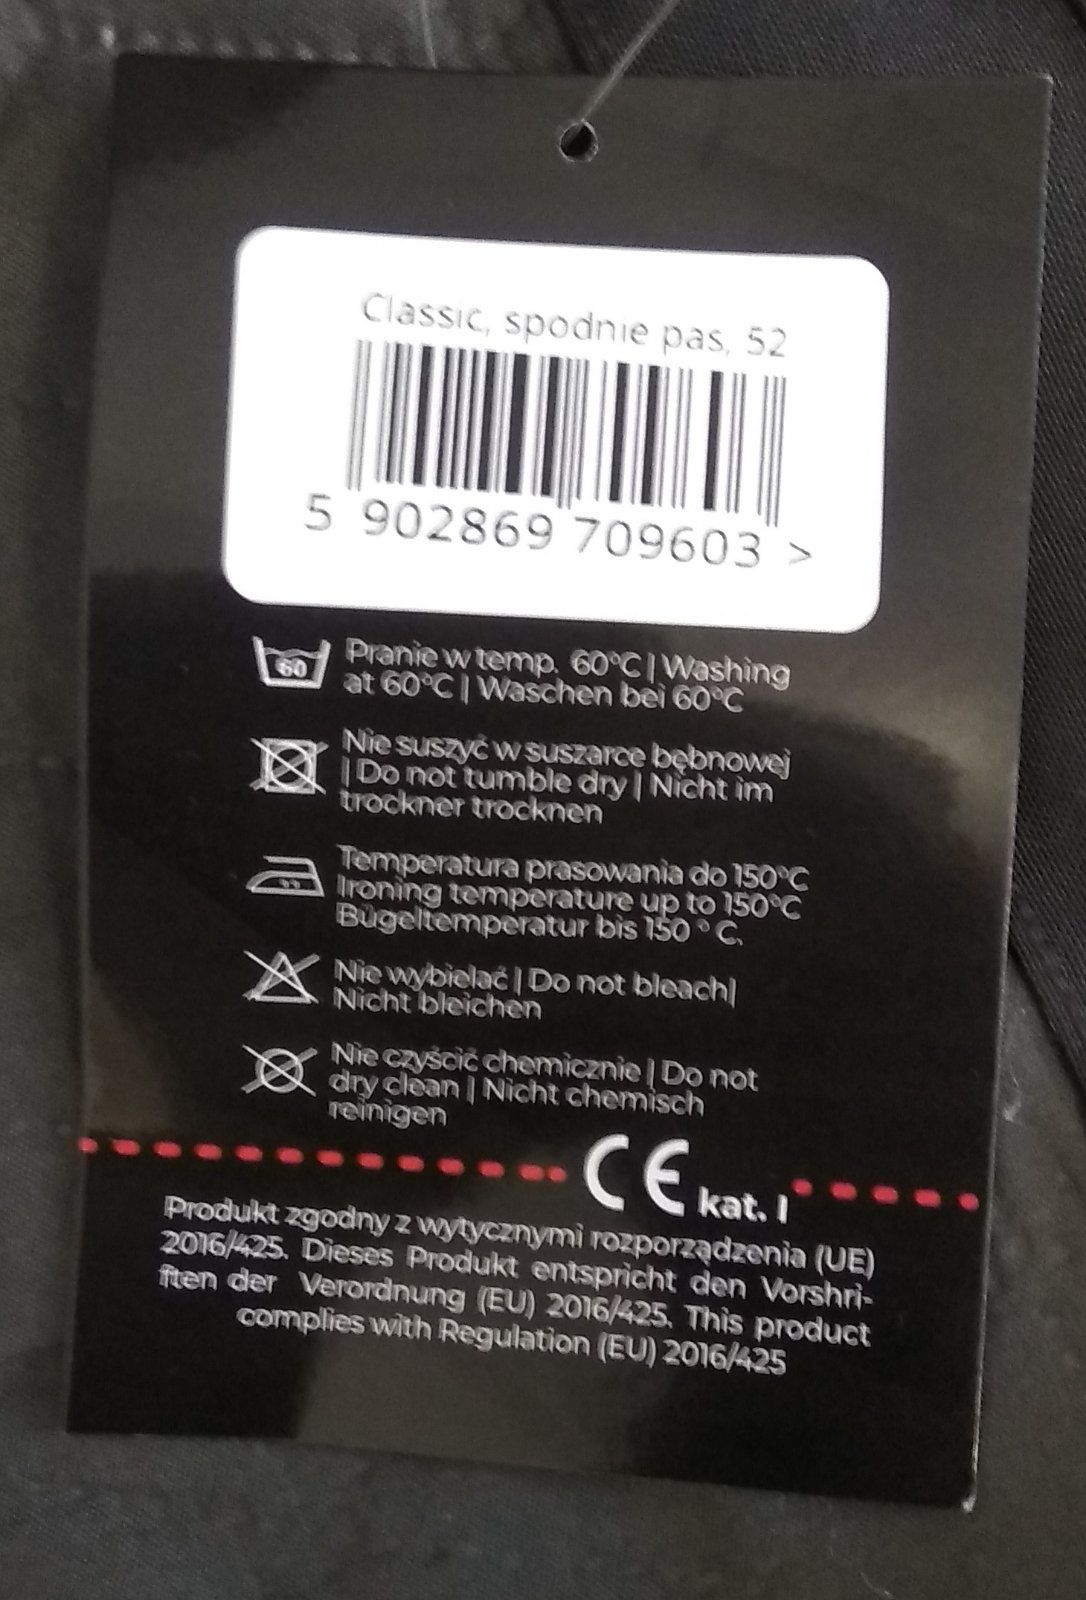 Classic, spodnie pas, 52
5 902869 709603 >
60
Pranie w temp. 60°C | Washing
at 60°C | Waschen bei 60°C
Nie suszyć w suszarce bębnowej
| Do not tumble dry | Nicht im
trockner trocknen
Temperatura prasowania do 150°C
Ironing temperature up to 150°C
Bügeltemperatur bis 150 ° C,
Nie wybielać | Do not bleach|
Nicht bleichen
Nie czyścić chemicznie | Do not
dry clean | Nicht chemisch
reinigen
CE kat. I
Produkt zgodny z wytycznymi rozporządzenia (UE)
2016/425. Dieses Produkt entspricht den Vorshri-
ften der Verordnung (EU) 2016/425. This product
complies with Regulation (EU) 2016/425